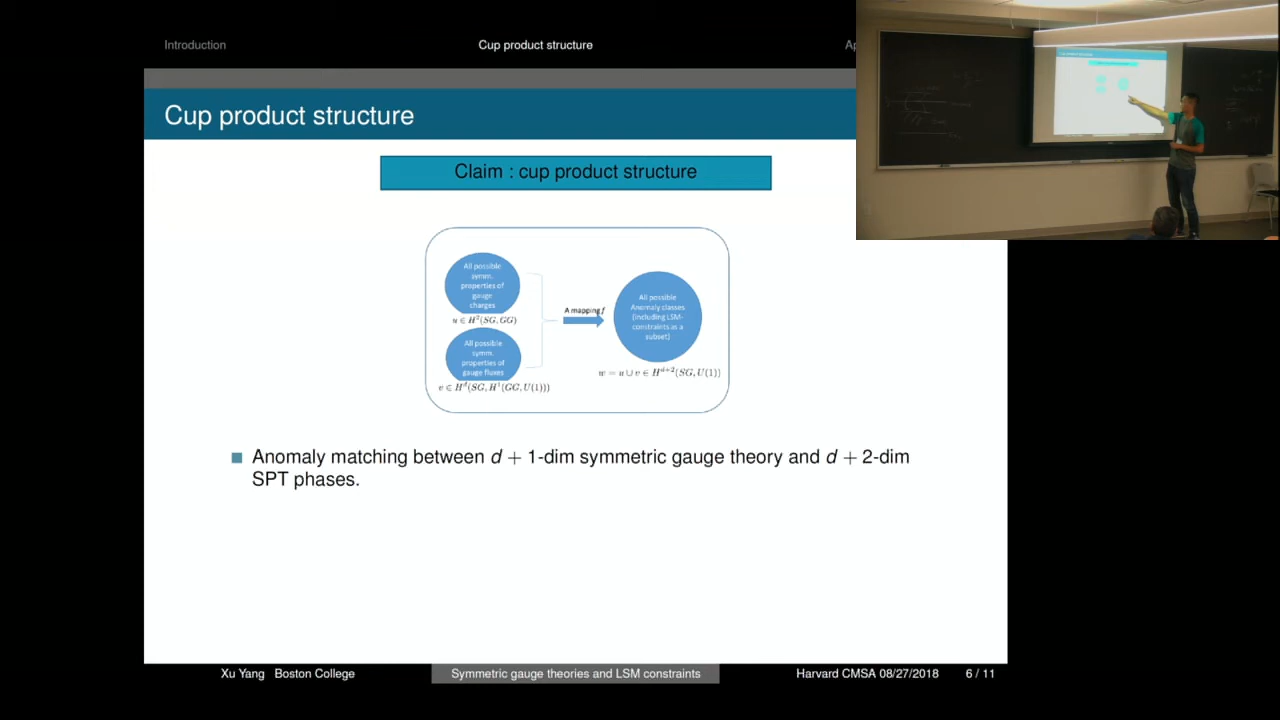 Introduction
Cup product structure
Ap
Cup product structure
Claim : cup product structure
All possible
symm.
properties of
gauge
charges
u ∈ H²(SG, GG)
All possible
symm.
properties of
gauge fluxes
v ∈ H^d(SG, H¹(GG, U(1)))
A mapping f
All possible
Anomaly classes
(including LSM-
constraints as a
subset)
w = u ∪ v ∈ H^{d+2}(SG, U(1))
Anomaly matching between d + 1-dim symmetric gauge theory and d + 2-dim
SPT phases.
Xu Yang Boston College
Symmetric gauge theories and LSM constraints
Harvard CMSA 08/27/2018 6 / 11